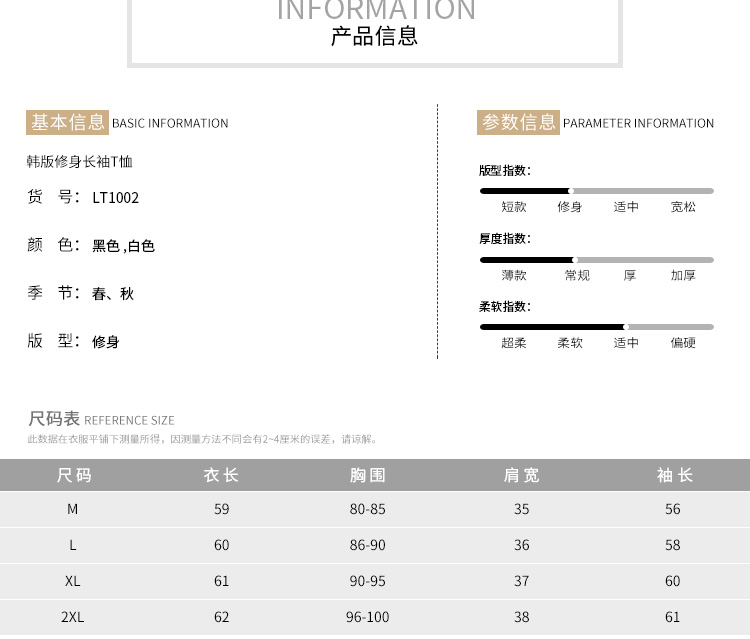 INFORMATION
产品信息
基本信息 BASIC INFORMATION
韩版修身长袖T恤
货 号： LT1002
颜 色： 黑色 ,白色
季 节： 春、秋
版 型： 修身
参数信息 PARAMETER INFORMATION
版型指数：
短款 修身 适中 宽松
厚度指数：
薄款 常规 厚 加厚
柔软指数：
超柔 柔软 适中 偏硬
尺码表 REFERENCE SIZE
此数据在衣服平铺下测量所得，因测量方法不同会有2~4厘米的误差，请谅解。
尺码 衣长 胸围 肩宽 袖长
M 59 80-85 35 56
L 60 86-90 36 58
XL 61 90-95 37 60
2XL 62 96-100 38 61